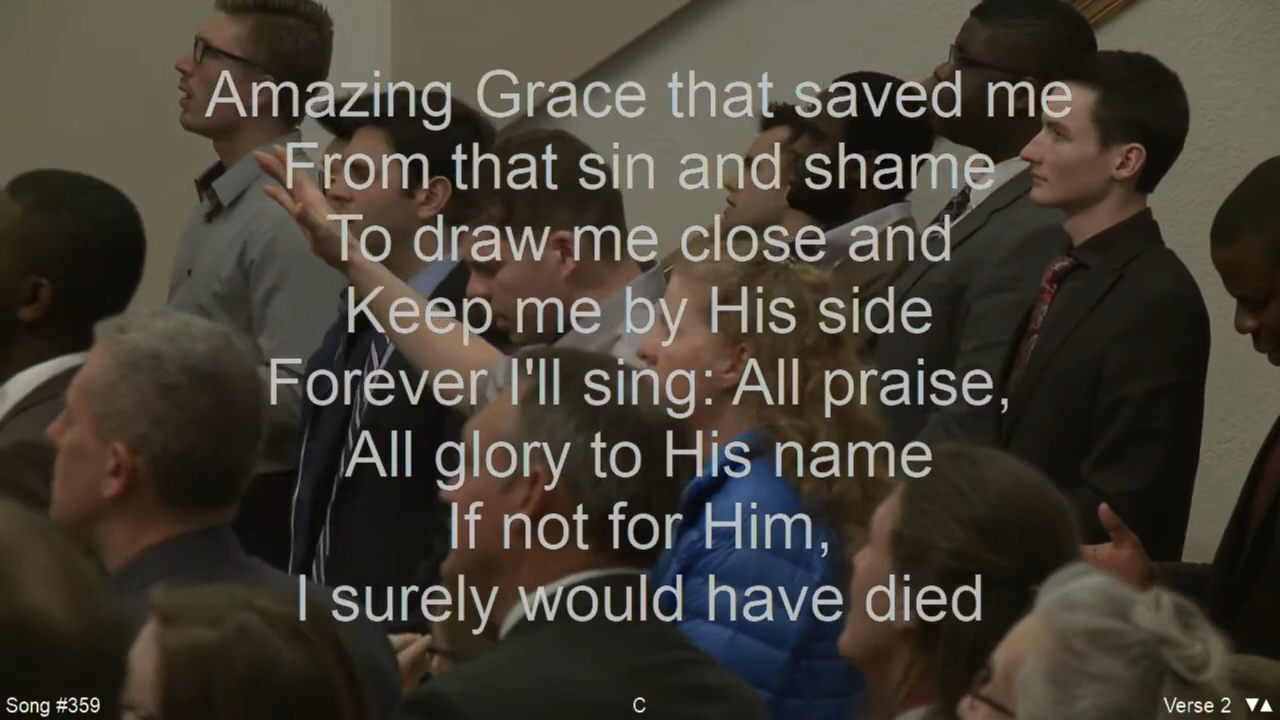 Amazing Grace that saved me
From that sin and shame
To draw me close and
Keep me by His side
Forever I'll sing: All praise,
All glory to His name
If not for Him,
I surely would have died
Song #359
C
Verse 2 ▼▲